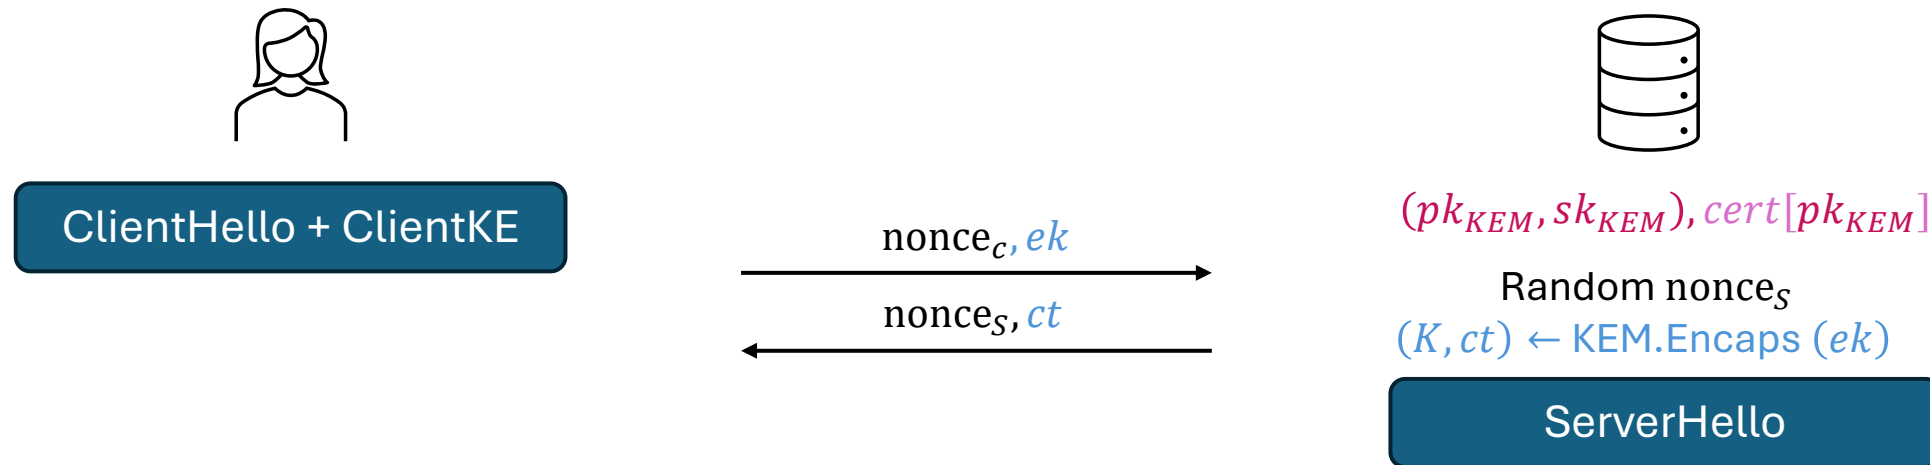 ClientHello + ClientKE
nonce_c, ek
nonce_S, ct
(pk_KEM, sk_KEM), cert[pk_KEM]
Random nonce_S
(K, ct) ← KEM.Encaps (ek)
ServerHello